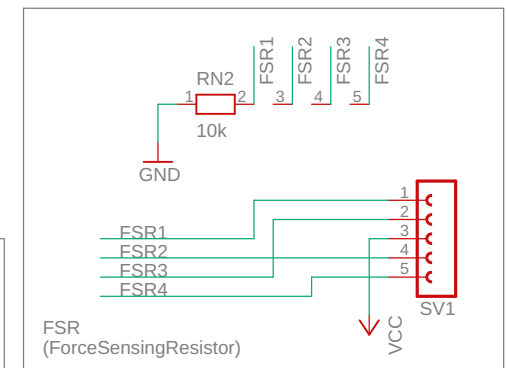 FSR1
FSR2
FSR3
FSR4
RN2
1
2
3
4
5
10k
GND
1
2
3
4
5
FSR1
FSR2
FSR3
FSR4
SV1
VCC
FSR
(ForceSensingResistor)